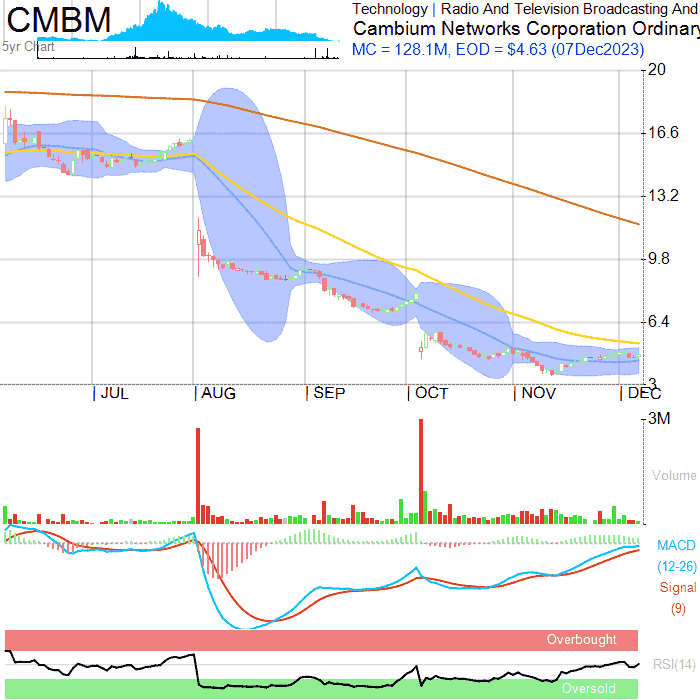 CMBM
5yr Chart
Technology | Radio And Television Broadcasting And
Cambium Networks Corporation Ordinary
MC = 128.1M, EOD = $4.63 (07Dec2023)
20
16.6
13.2
9.8
6.4
3
JUL AUG SEP OCT NOV DEC
3M
Volume
MACD
(12-26)
Signal
(9)
Overbought
RSI(14)
Oversold